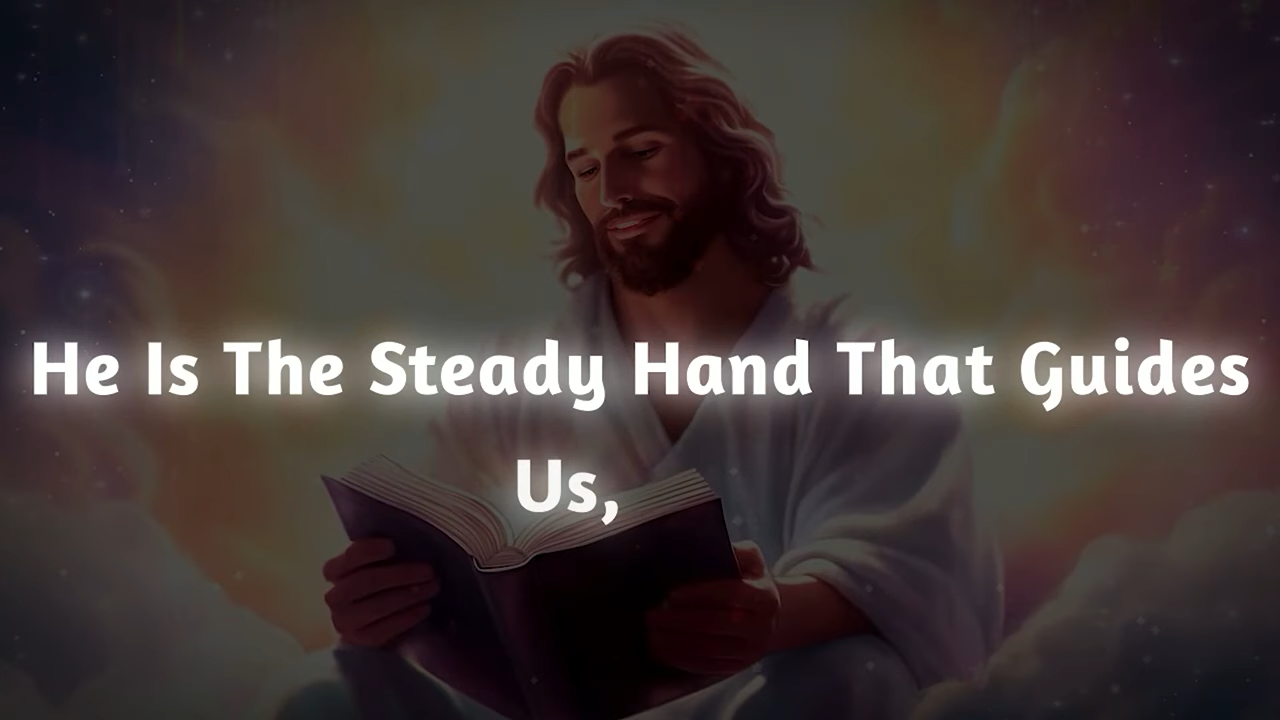 He Is The Steady Hand That Guides
Us,